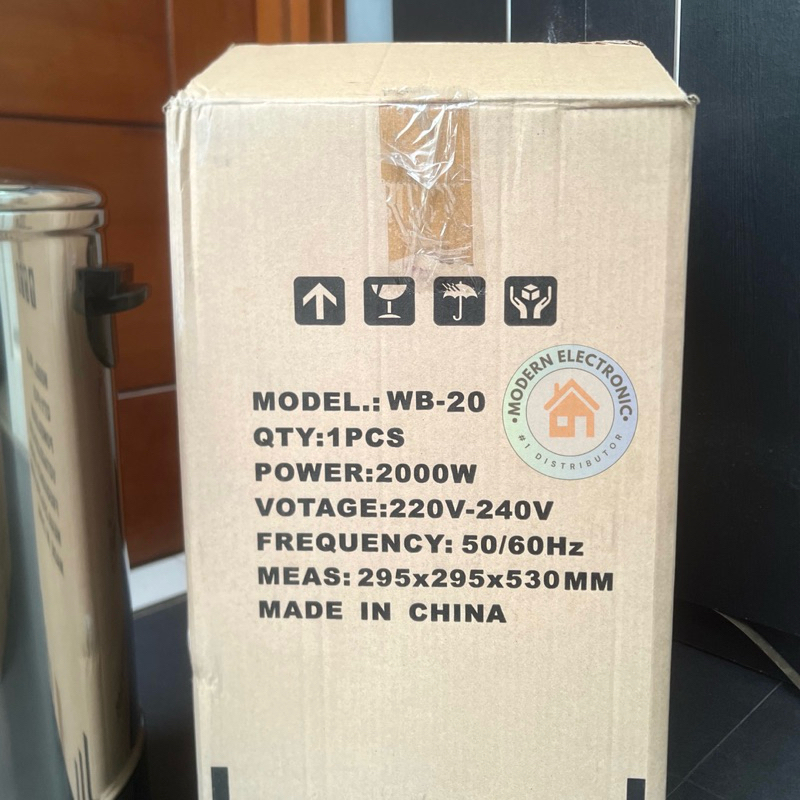 MODEL.: WB-20
QTY:1PCS
POWER:2000W
VOTAGE:220V-240V
FREQUENCY: 50/60Hz
MEAS: 295x295x530MM
MADE IN CHINA
•MODERN ELECTRONIC•
#1 DISTRIBUTOR